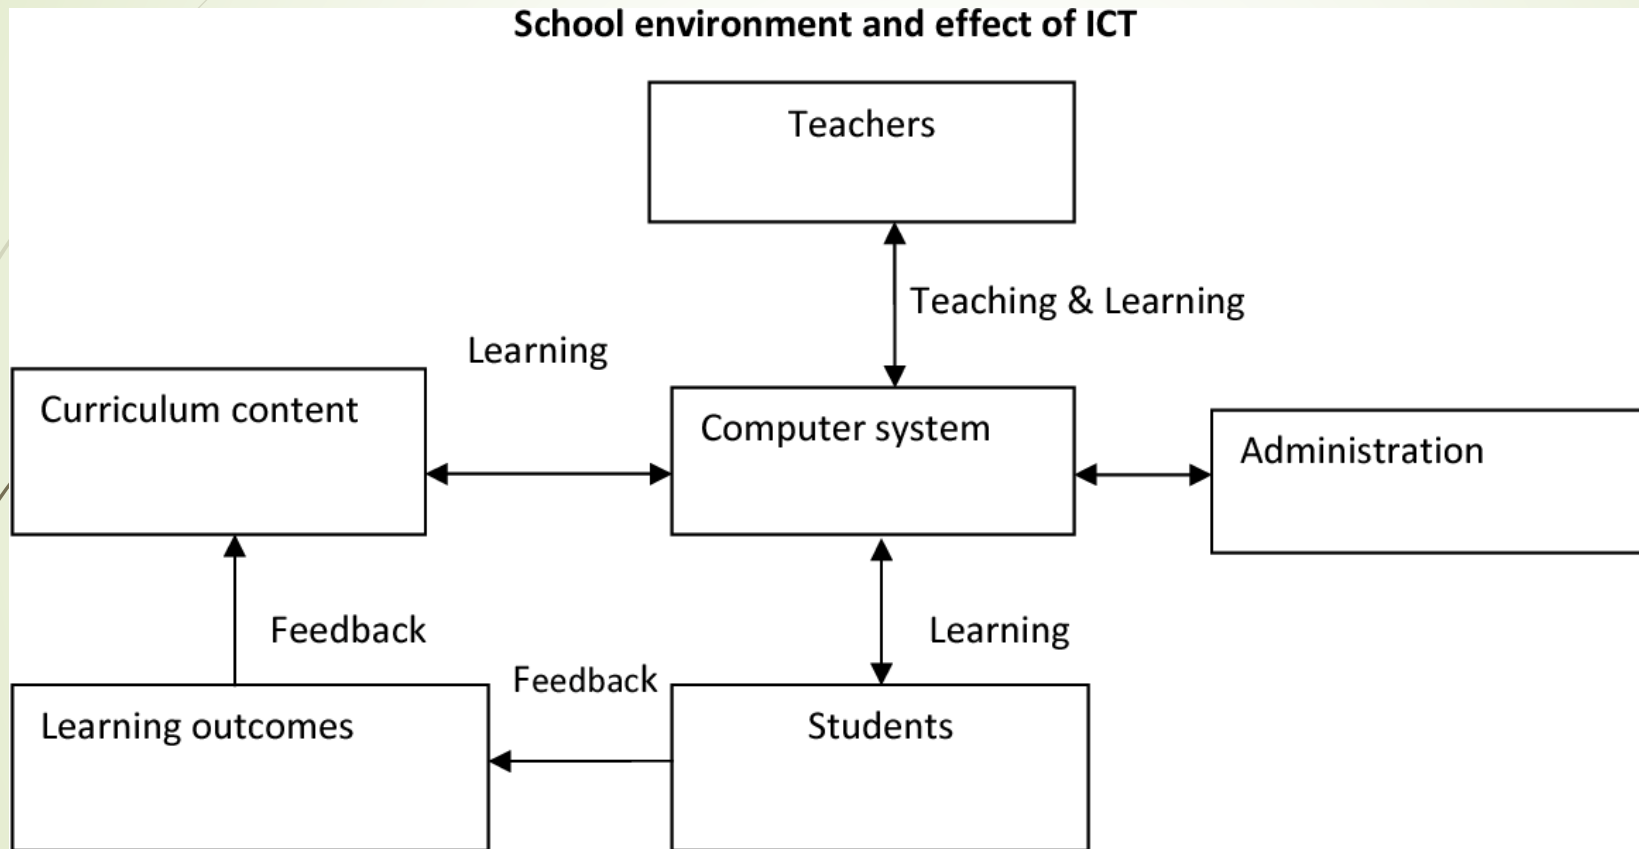 School environment and effect of ICT
Teachers
Teaching & Learning
Learning
Curriculum content
Computer system
Administration
Feedback
Learning
Feedback
Learning outcomes
Students